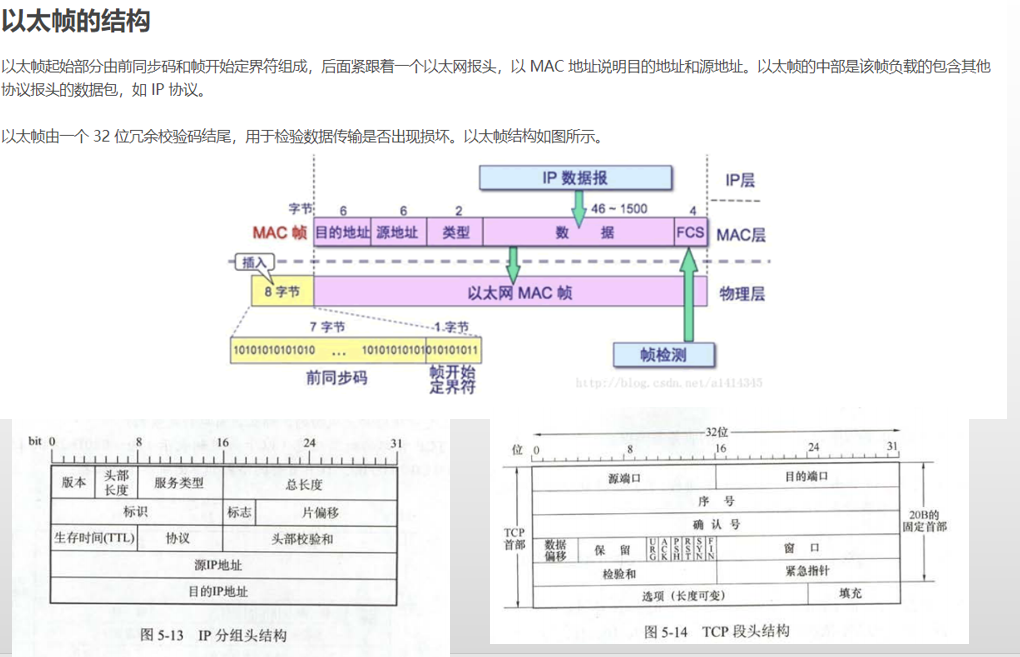 以太帧的结构
以太帧起始部分由前同步码和帧开始定界符组成，后面紧跟着一个以太网报头，以 MAC 地址说明目的地址和源地址。以太帧的中部是该帧负载的包含其他
协议报头的数据包，如 IP 协议。
以太帧由一个 32 位冗余校验码结尾，用于检验数据传输是否出现损坏。以太帧结构如图所示。
IP 数据报 IP层
字节 6 6 2 46 ~ 1500 4
MAC 帧 目的地址 源地址 类型 数 据 FCS MAC层
插入
8 字节 以太网 MAC 帧 物理层
7 字节 1 字节
10101010101010 ... 10101010101010101011
前同步码 帧开始
定界符
帧检测
http://blog.csdn.net/a1414345
bit 0 8 16 24 31
版本 头部
长度 服务类型 总长度
标识 标志 片偏移
生存时间(TTL) 协议 头部校验和
源IP地址
目的IP地址
图 5-13 IP 分组头结构
32位
位 0 8 16 24 31
源端口 目的端口
序 号
确 认 号
TCP
首部
20B的
固定首部
数据
偏移 保 留 URG ACK PSH RST SYN FIN 窗 口
检验和 紧急指针
选项（长度可变） 填充
图 5-14 TCP 段头结构